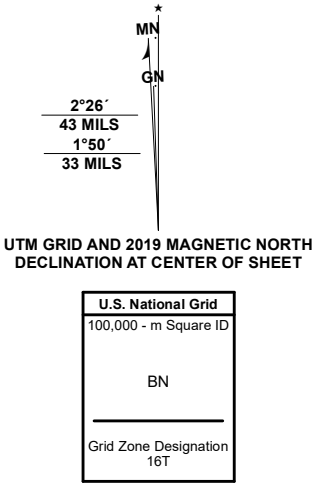 ★
MN
GN
2°26´
43 MILS
1°50´
33 MILS
UTM GRID AND 2019 MAGNETIC NORTH
DECLINATION AT CENTER OF SHEET
U.S. National Grid
100,000 - m Square ID
BN
Grid Zone Designation
16T